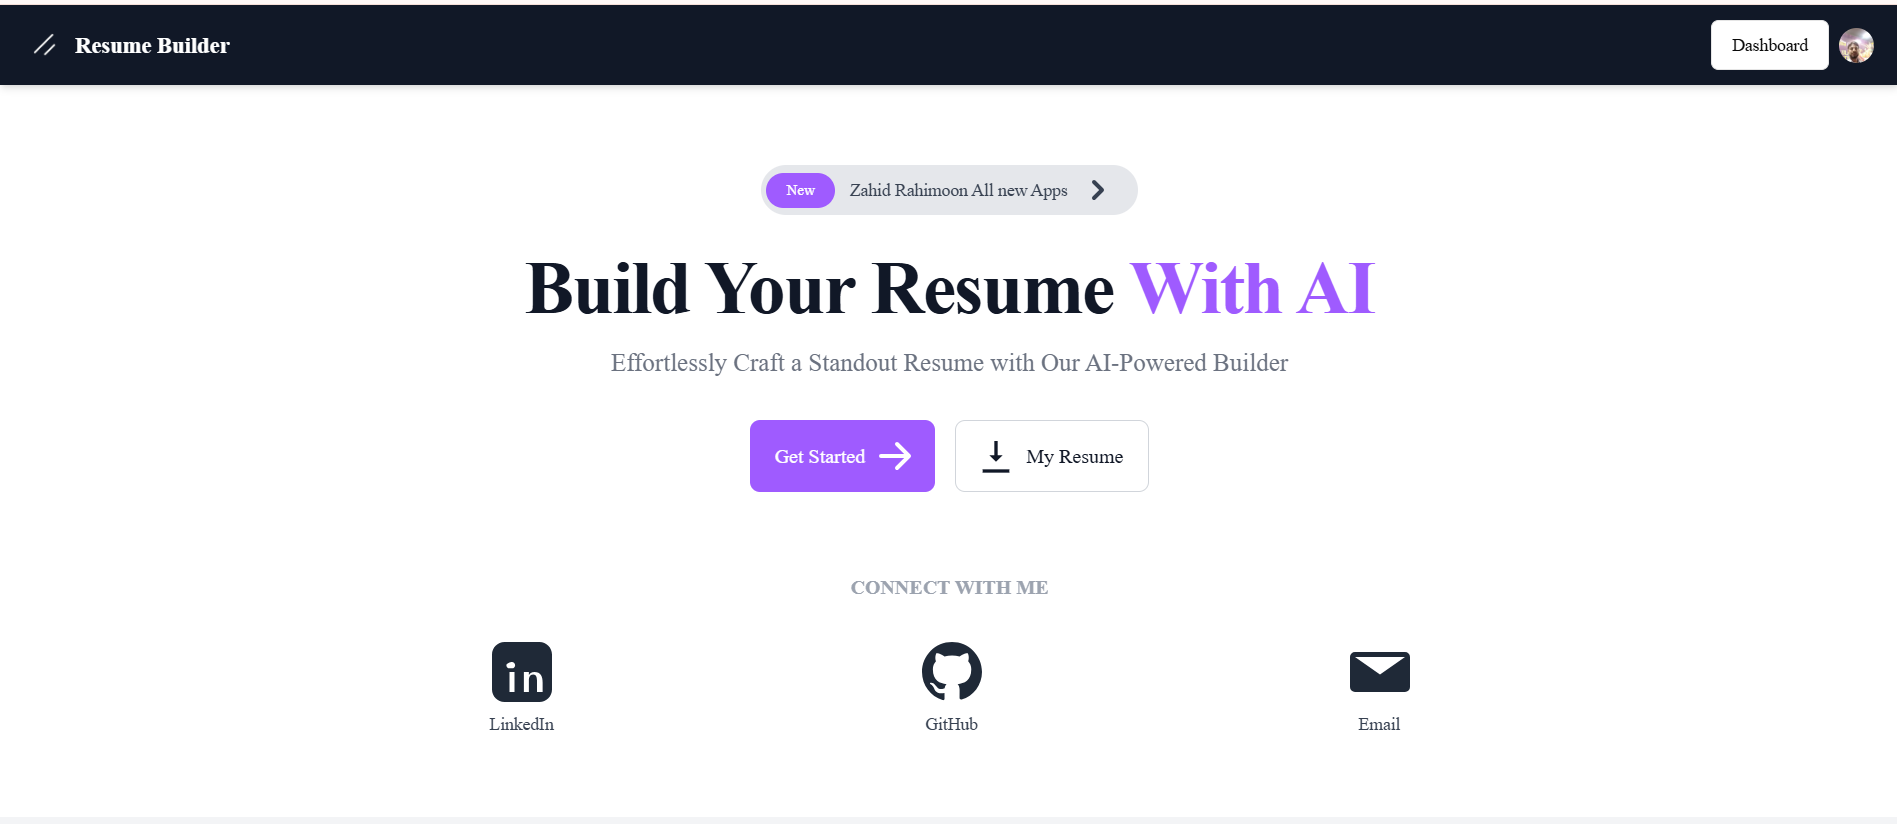 Resume Builder
Dashboard
New Zahid Rahimoon All new Apps
Build Your Resume With AI
Effortlessly Craft a Standout Resume with Our AI-Powered Builder
Get Started
My Resume
CONNECT WITH ME
in
LinkedIn
GitHub
Email